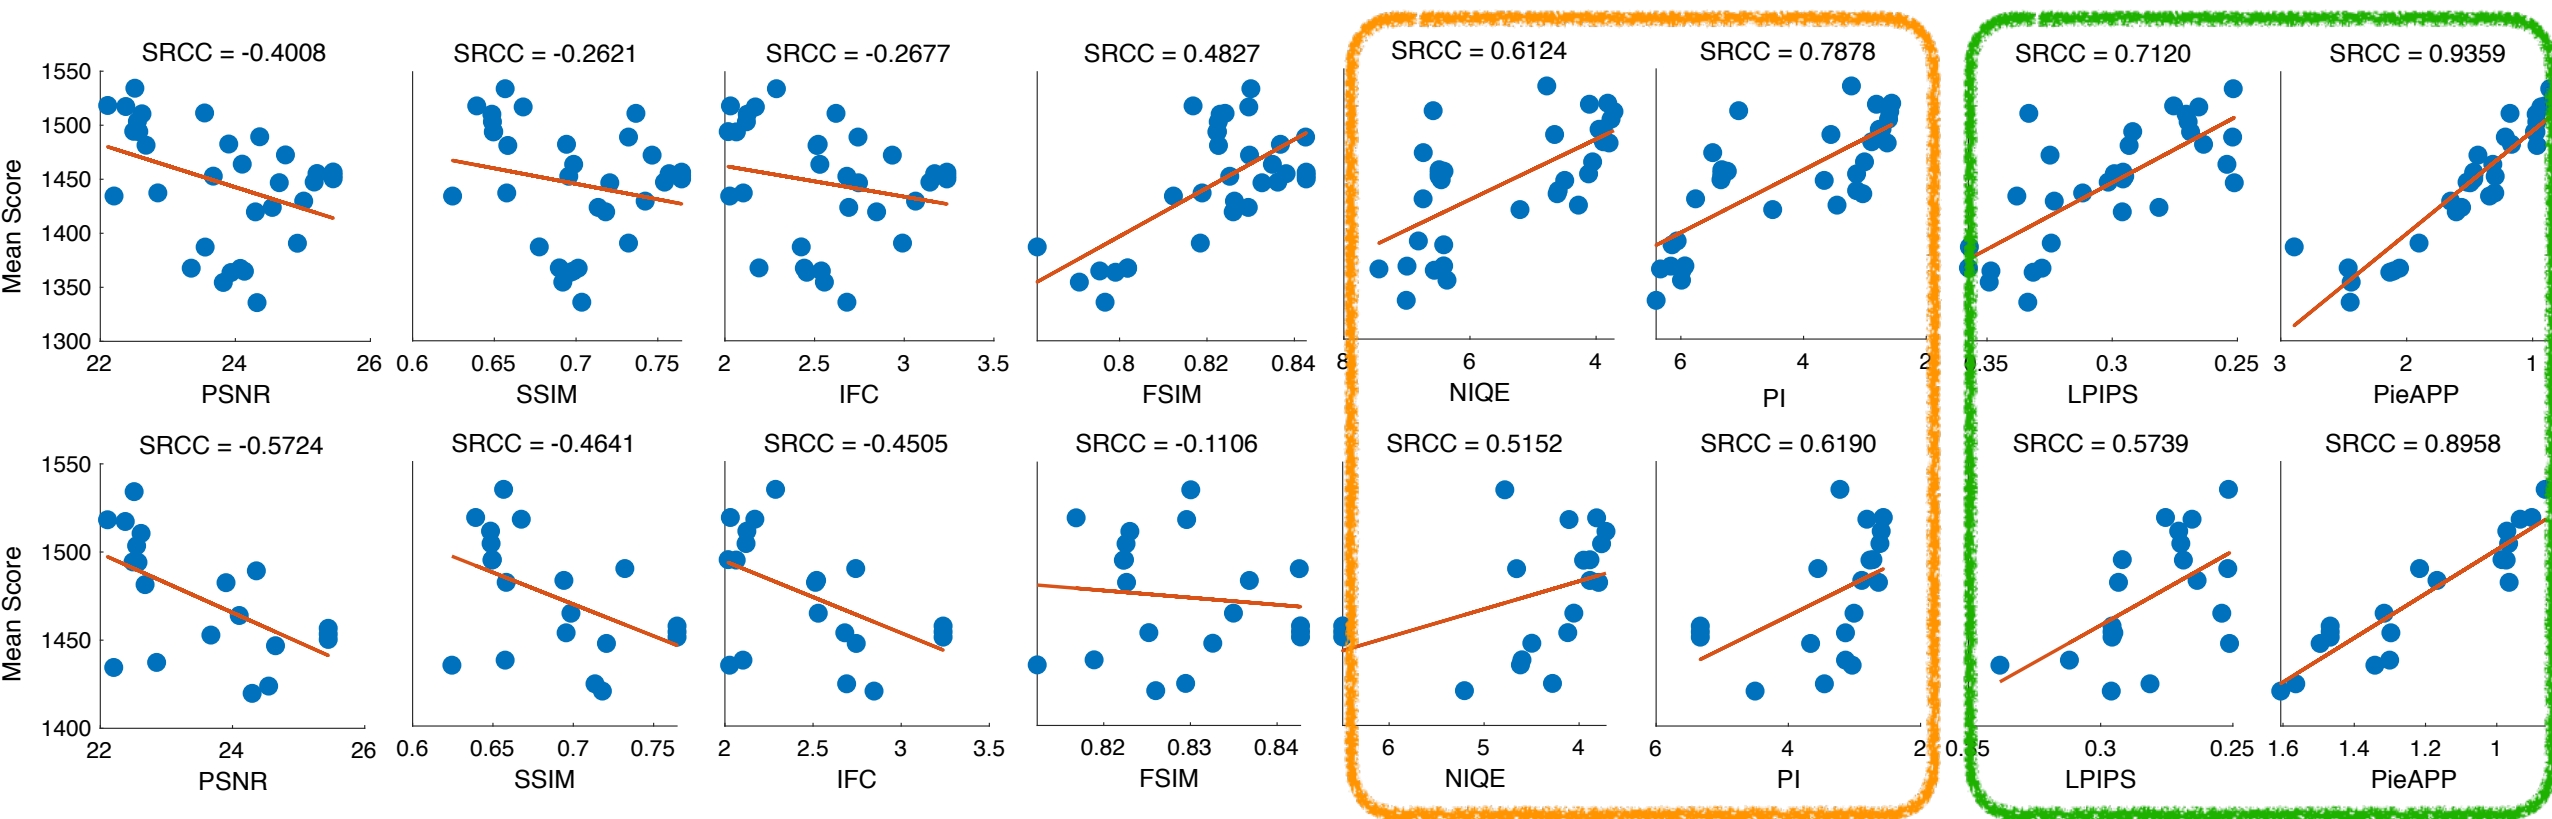 SRCC = -0.4008 SRCC = -0.2621 SRCC = -0.2677 SRCC = 0.4827 SRCC = 0.6124 SRCC = 0.7878 SRCC = 0.7120 SRCC = 0.9359
1550
1500
1450
1400
1350
1300
Mean Score
22 24 26 0.6 0.65 0.7 0.75 2 2.5 3 3.5 0.8 0.82 0.84 8 6 4 6 4 2 0.35 0.3 0.25 3 2 1
PSNR SSIM IFC FSIM NIQE PI LPIPS PieAPP
SRCC = -0.5724 SRCC = -0.4641 SRCC = -0.4505 SRCC = -0.1106 SRCC = 0.5152 SRCC = 0.6190 SRCC = 0.5739 SRCC = 0.8958
1550
1500
1450
1400
Mean Score
22 24 26 0.6 0.65 0.7 0.75 2 2.5 3 3.5 0.82 0.83 0.84 6 5 4 6 4 2 0.35 0.3 0.25 1.6 1.4 1.2 1
PSNR SSIM IFC FSIM NIQE PI LPIPS PieAPP